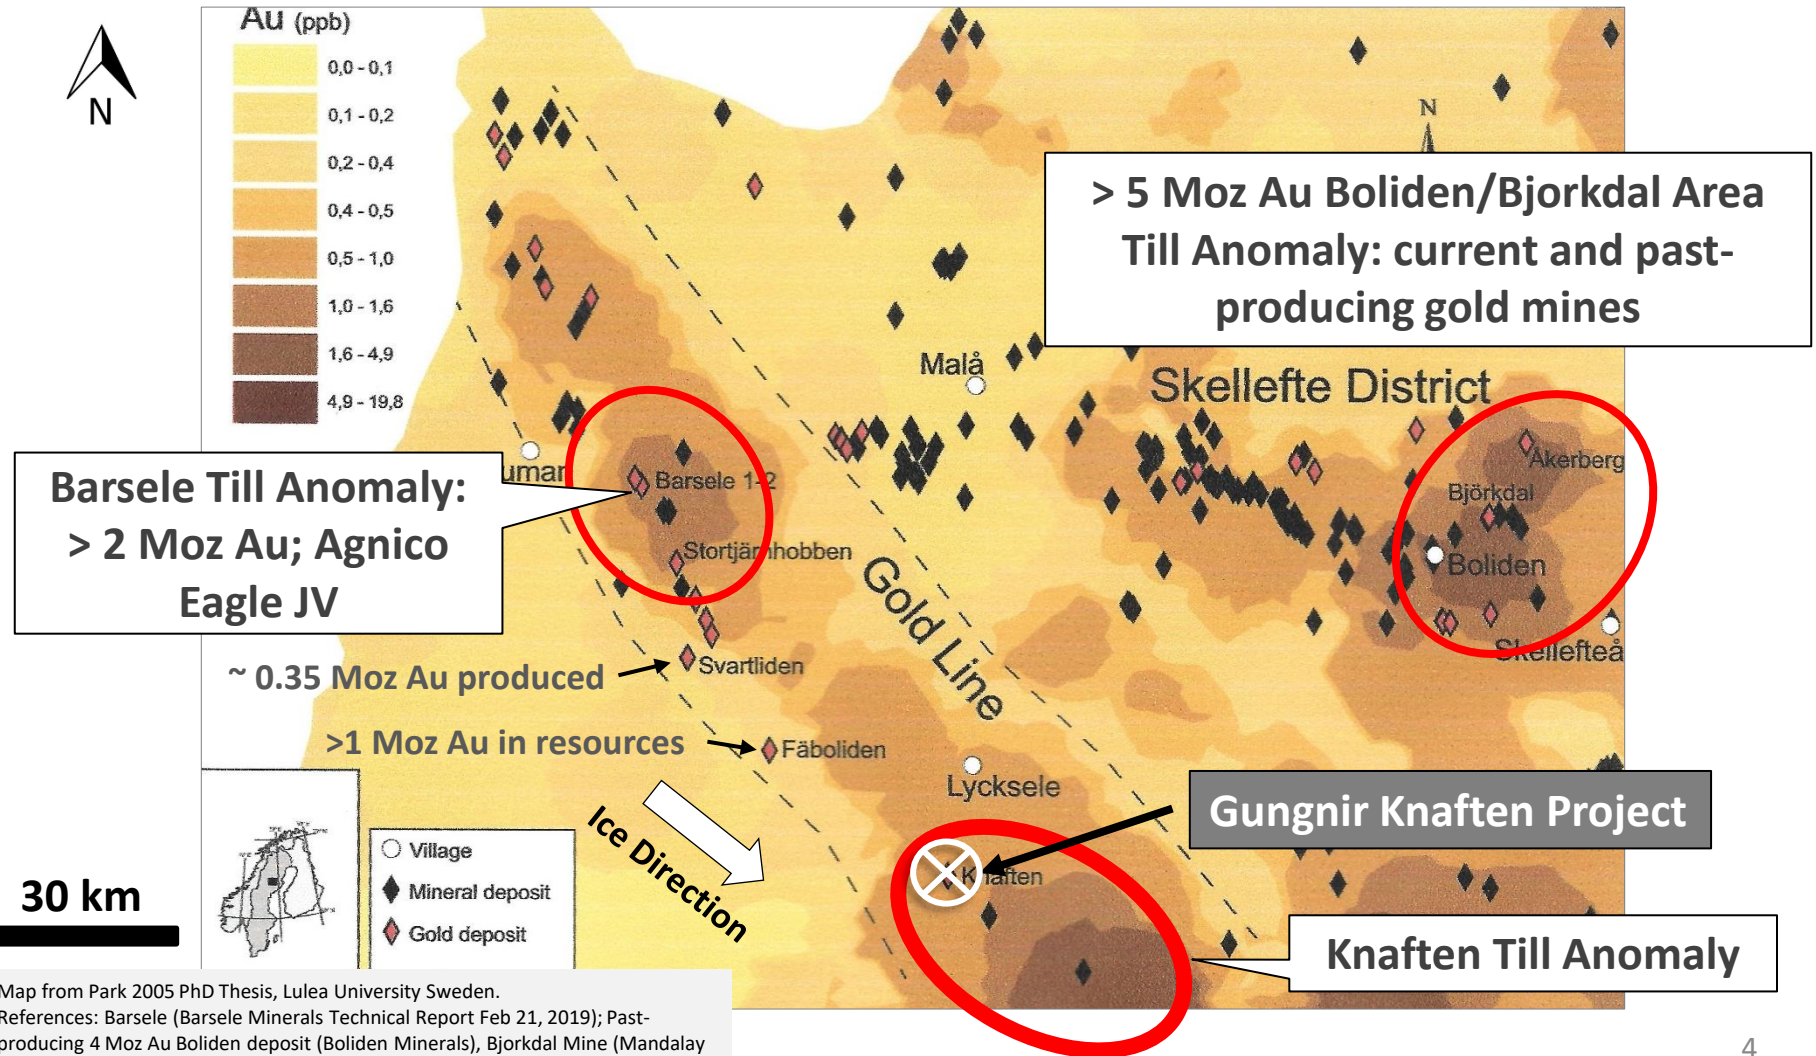 Au (ppb)
0,0 - 0,1
0,1 - 0,2
0,2 - 0,4
0,4 - 0,5
0,5 - 1,0
1,0 - 1,6
1,6 - 4,9
4,9 - 19,8
N
N
> 5 Moz Au Boliden/Bjorkdal Area
Till Anomaly: current and past-
producing gold mines
Malå
Skellefte District
Barsele Till Anomaly:
> 2 Moz Au; Agnico
Eagle JV
uman
Barsele 1-2
Stortjärnhobben
Åkerberg
Björkdal
Boliden
Skellefteå
Gold Line
~ 0.35 Moz Au produced
Svartliden
>1 Moz Au in resources
Fäboliden
Lycksele
Ice Direction
Gungnir Knaften Project
Knaften
Knaften Till Anomaly
Village
Mineral deposit
Gold deposit
30 km
Map from Park 2005 PhD Thesis, Lulea University Sweden.
References: Barsele (Barsele Minerals Technical Report Feb 21, 2019); Past-
producing 4 Moz Au Boliden deposit (Boliden Minerals), Bjorkdal Mine (Mandalay
4